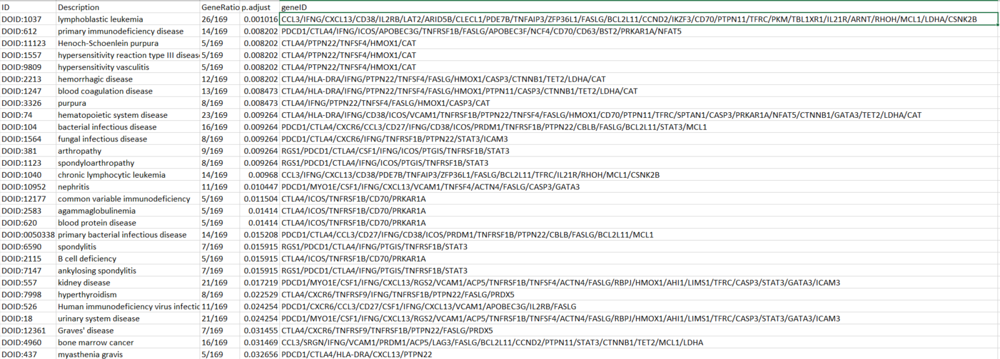 ID Description GeneRatio p.adjust geneID
DOID:1037 lymphoblastic leukemia 26/169 0.001016 CCL3/IFNG/CXCL13/CD38/IL2RB/LAT2/ARID5B/CLECL1/PDE7B/TNFAIP3/ZFP36L1/FASLG/BCL2L11/CCND2/IKZF3/CD70/PTPN11/TFRC/PKM/TBL1XR1/IL21R/ARNT/RHOH/MCL1/LDHA/CSNK2B
DOID:612 primary immunodeficiency disease 14/169 0.008202 PDCD1/CTLA4/IFNG/ICOS/APOBEC3G/TNFRSF1B/FASLG/APOBEC3F/NCF4/CD70/CD63/BST2/PRKAR1A/NFAT5
DOID:11123 Henoch-Schoenlein purpura 5/169 0.008202 CTLA4/PTPN22/TNFSF4/HMOX1/CAT
DOID:1557 hypersensitivity reaction type III diseas 5/169 0.008202 CTLA4/PTPN22/TNFSF4/HMOX1/CAT
DOID:9809 hypersensitivity vasculitis 5/169 0.008202 CTLA4/PTPN22/TNFSF4/HMOX1/CAT
DOID:2213 hemorrhagic disease 12/169 0.008202 CTLA4/HLA-DRA/IFNG/PTPN22/TNFSF4/FASLG/HMOX1/CASP3/CTNNB1/TET2/LDHA/CAT
DOID:1247 blood coagulation disease 13/169 0.008473 CTLA4/HLA-DRA/IFNG/PTPN22/TNFSF4/FASLG/HMOX1/PTPN11/CASP3/CTNNB1/TET2/LDHA/CAT
DOID:3326 purpura 8/169 0.008473 CTLA4/IFNG/PTPN22/TNFSF4/FASLG/HMOX1/CASP3/CAT
DOID:74 hematopoietic system disease 23/169 0.009264 CTLA4/HLA-DRA/IFNG/CD38/ICOS/VCAM1/TNFRSF1B/PTPN22/TNFSF4/FASLG/HMOX1/CD70/PTPN11/TFRC/SPTAN1/CASP3/PRKAR1A/NFAT5/CTNNB1/GATA3/TET2/LDHA/CAT
DOID:104 bacterial infectious disease 16/169 0.009264 PDCD1/CTLA4/CXCR6/CCL3/CD27/IFNG/CD38/ICOS/PRDM1/TNFRSF1B/PTPN22/CBLB/FASLG/BCL2L11/STAT3/MCL1
DOID:1564 fungal infectious disease 8/169 0.009264 PDCD1/CTLA4/CXCR6/IFNG/TNFRSF1B/PTPN22/STAT3/ICAM3
DOID:381 arthropathy 9/169 0.009264 RGS1/PDCD1/CTLA4/CSF1/IFNG/ICOS/PTGIS/TNFRSF1B/STAT3
DOID:1123 spondyloarthropathy 8/169 0.009264 RGS1/PDCD1/CTLA4/IFNG/ICOS/PTGIS/TNFRSF1B/STAT3
DOID:1040 chronic lymphocytic leukemia 14/169 0.00968 CCL3/IFNG/CXCL13/CD38/PDE7B/TNFAIP3/ZFP36L1/FASLG/BCL2L11/TFRC/IL21R/RHOH/MCL1/CSNK2B
DOID:10952 nephritis 11/169 0.010447 PDCD1/MYO1E/CSF1/IFNG/CXCL13/VCAM1/TNFSF4/ACTN4/FASLG/CASP3/GATA3
DOID:12177 common variable immunodeficiency 5/169 0.011504 CTLA4/ICOS/TNFRSF1B/CD70/PRKAR1A
DOID:2583 agammaglobulinemia 5/169 0.01414 CTLA4/ICOS/TNFRSF1B/CD70/PRKAR1A
DOID:620 blood protein disease 5/169 0.01414 CTLA4/ICOS/TNFRSF1B/CD70/PRKAR1A
DOID:0050338 primary bacterial infectious disease 14/169 0.015208 PDCD1/CTLA4/CCL3/CD27/IFNG/CD38/ICOS/PRDM1/TNFRSF1B/PTPN22/CBLB/FASLG/BCL2L11/MCL1
DOID:6590 spondylitis 7/169 0.015915 RGS1/PDCD1/CTLA4/IFNG/PTGIS/TNFRSF1B/STAT3
DOID:2115 B cell deficiency 5/169 0.015915 CTLA4/ICOS/TNFRSF1B/CD70/PRKAR1A
DOID:7147 ankylosing spondylitis 7/169 0.015915 RGS1/PDCD1/CTLA4/IFNG/PTGIS/TNFRSF1B/STAT3
DOID:557 kidney disease 21/169 0.017219 PDCD1/MYO1E/CSF1/IFNG/CXCL13/RGS2/VCAM1/ACP5/TNFRSF1B/TNFSF4/ACTN4/FASLG/RBPJ/HMOX1/AHI1/LIMS1/TFRC/CASP3/STAT3/GATA3/ICAM3
DOID:7998 hyperthyroidism 8/169 0.022529 CTLA4/CXCR6/TNFRSF9/IFNG/TNFRSF1B/PTPN22/FASLG/PRDX5
DOID:526 Human immunodeficiency virus infectic 11/169 0.024254 PDCD1/CXCR6/CCL3/CD27/CSF1/IFNG/CXCL13/VCAM1/APOBEC3G/IL2RB/FASLG
DOID:18 urinary system disease 21/169 0.024254 PDCD1/MYO1E/CSF1/IFNG/CXCL13/RGS2/VCAM1/ACP5/TNFRSF1B/TNFSF4/ACTN4/FASLG/RBPJ/HMOX1/AHI1/LIMS1/TFRC/CASP3/STAT3/GATA3/ICAM3
DOID:12361 Graves' disease 7/169 0.031455 CTLA4/CXCR6/TNFRSF9/TNFRSF1B/PTPN22/FASLG/PRDX5
DOID:4960 bone marrow cancer 16/169 0.031469 CCL3/SRGN/IFNG/VCAM1/PRDM1/ACP5/LAG3/FASLG/BCL2L11/CCND2/PTPN11/STAT3/CTNNB1/TET2/MCL1/LDHA
DOID:437 myasthenia gravis 5/169 0.032656 PDCD1/CTLA4/HLA-DRA/CXCL13/PTPN22